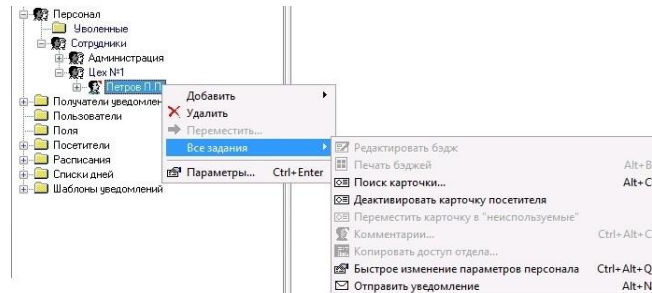 Персонал
Уволенные
Сотрудники
Администрация
Цех №1
Петров П.П
Получатели уведомлен
Пользователи
Поля
Посетители
Расписания
Списки дней
Шаблоны уведомлений
Добавить
Удалить
Переместить...
Все задания
Параметры... Ctrl+Enter
Редактировать бэдж
Печать бэджей Alt+B
Поиск карточки... Alt+C
Деактивировать карточку посетителя
Переместить карточку в "неиспользуемые"
Комментарии... Ctrl+Alt+C
Копировать доступ отдела...
Быстрое изменение параметров персонала Ctrl+Alt+Q
Отправить уведомление Alt+N